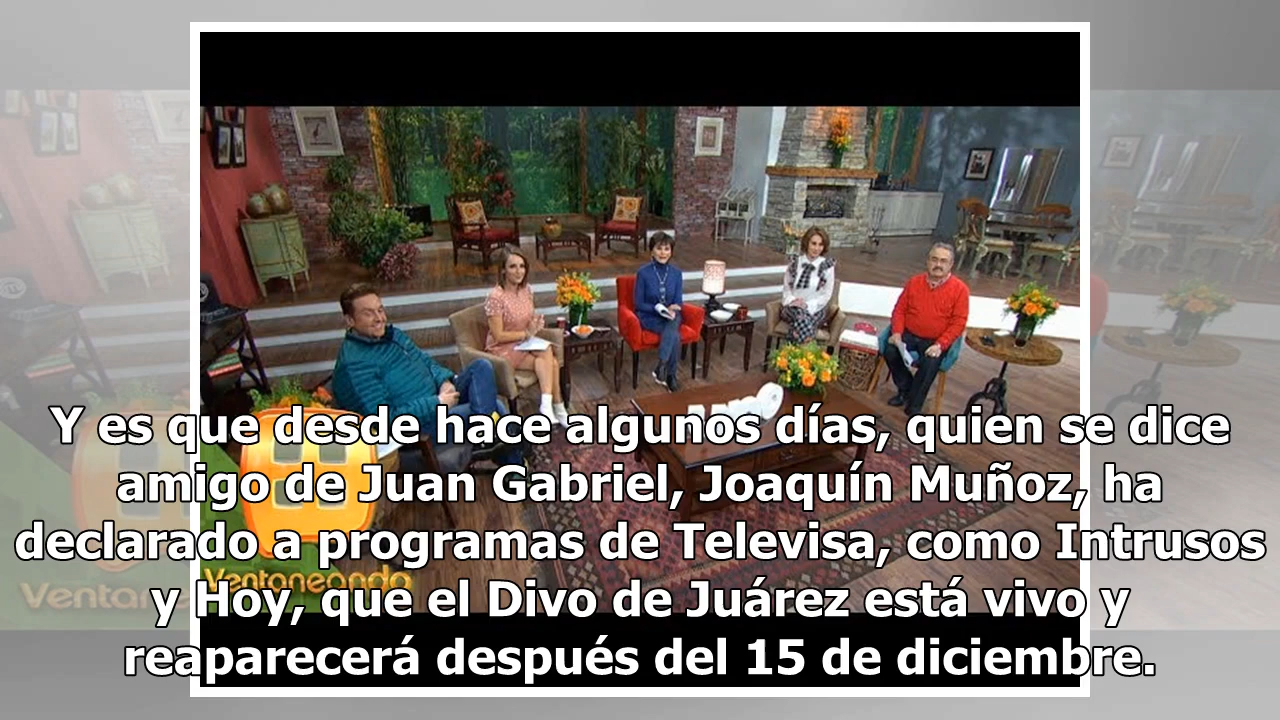 Y es que desde hace algunos días, quien se dice
amigo de Juan Gabriel, Joaquín Muñoz, ha
declarado a programas de Televisa, como Intrusos
y Hoy, que el Divo de Juárez está vivo y
reaparecerá después del 15 de diciembre.
Ventaneando